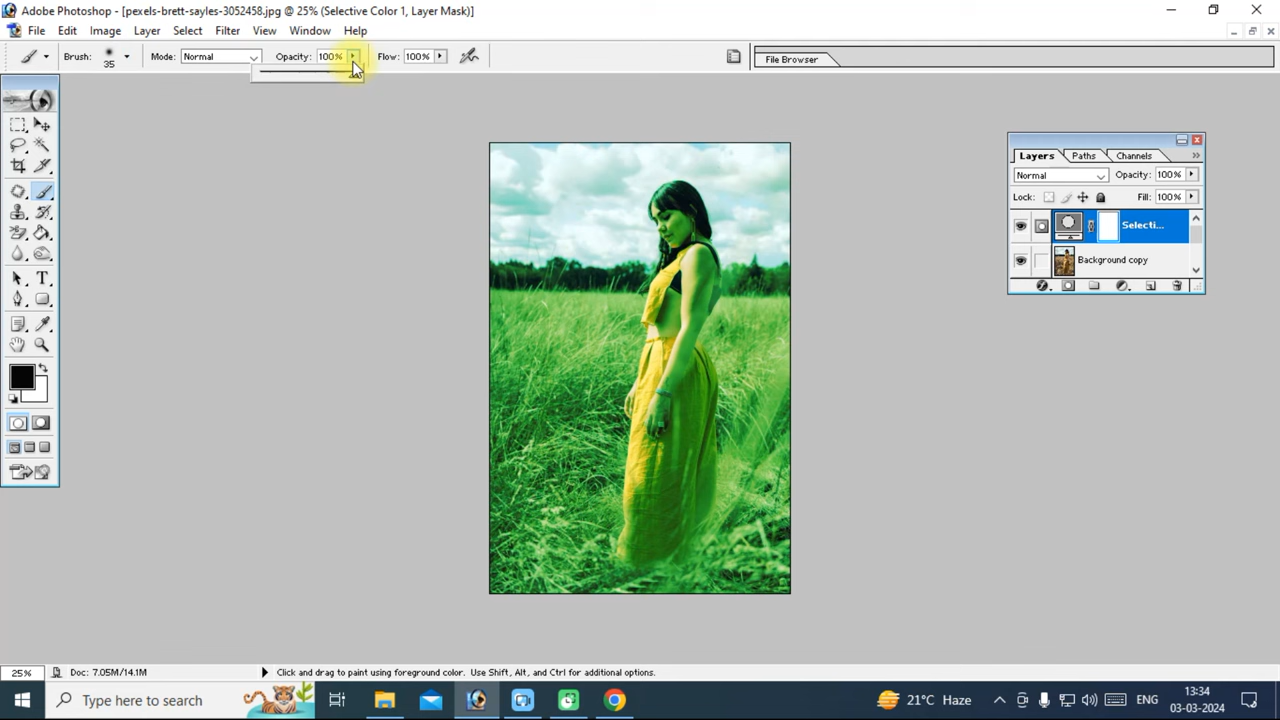 Adobe Photoshop - [pexels-brett-sayles-3052458.jpg @ 25% (Selective Color 1, Layer Mask)]
File Edit Image Layer Select Filter View Window Help
Brush: 35 Mode: Normal Opacity: 100% Flow: 100% File Browser
Layers Paths Channels
Normal Opacity: 100%
Lock: Fill: 100%
Selecti...
Background copy
T
25% Doc: 7.05M/14.1M Click and drag to paint using foreground color. Use Shift, Alt, and Ctrl for additional options.
Type here to search 21°C Haze ENG 13:34
03-03-2024